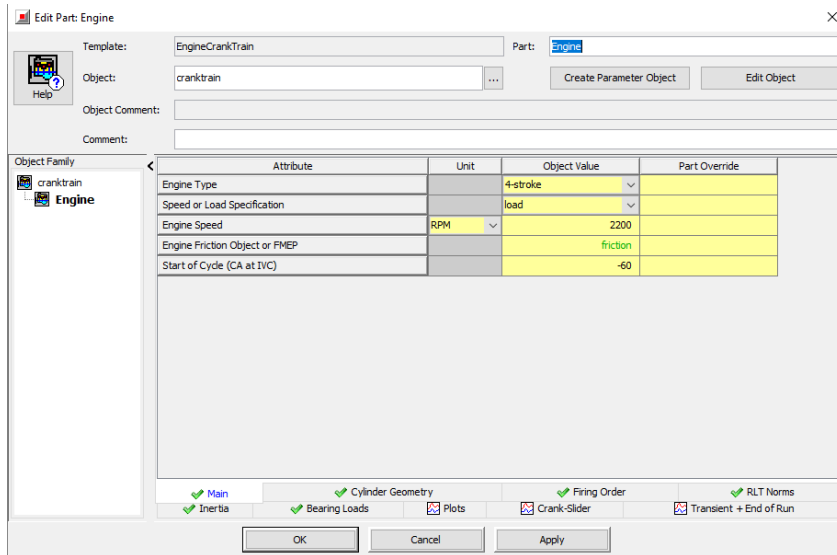 Edit Part: Engine
Template: EngineCrankTrain Part: Engine
Help
Object: cranktrain ... Create Parameter Object Edit Object
Object Comment:
Comment:
Object Family
cranktrain
Engine
Attribute Unit Object Value Part Override
Engine Type 4-stroke
Speed or Load Specification load
Engine Speed RPM 2200
Engine Friction Object or FMEP friction
Start of Cycle (CA at IVC) -60
Main Cylinder Geometry Firing Order RLT Norms
Inertia Bearing Loads Plots Crank-Slider Transient + End of Run
OK Cancel Apply